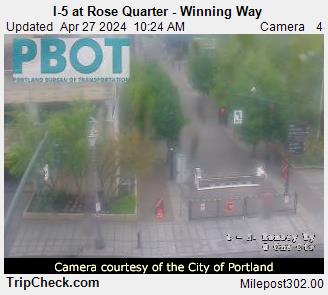 I-5 at Rose Quarter - Winning Way
Updated Apr 27 2024 10:24 AM Camera 4
PBOT
PORTLAND BUREAU OF TRANSPORTATION
Camera courtesy of the City of Portland
TripCheck.com Milepost302.00